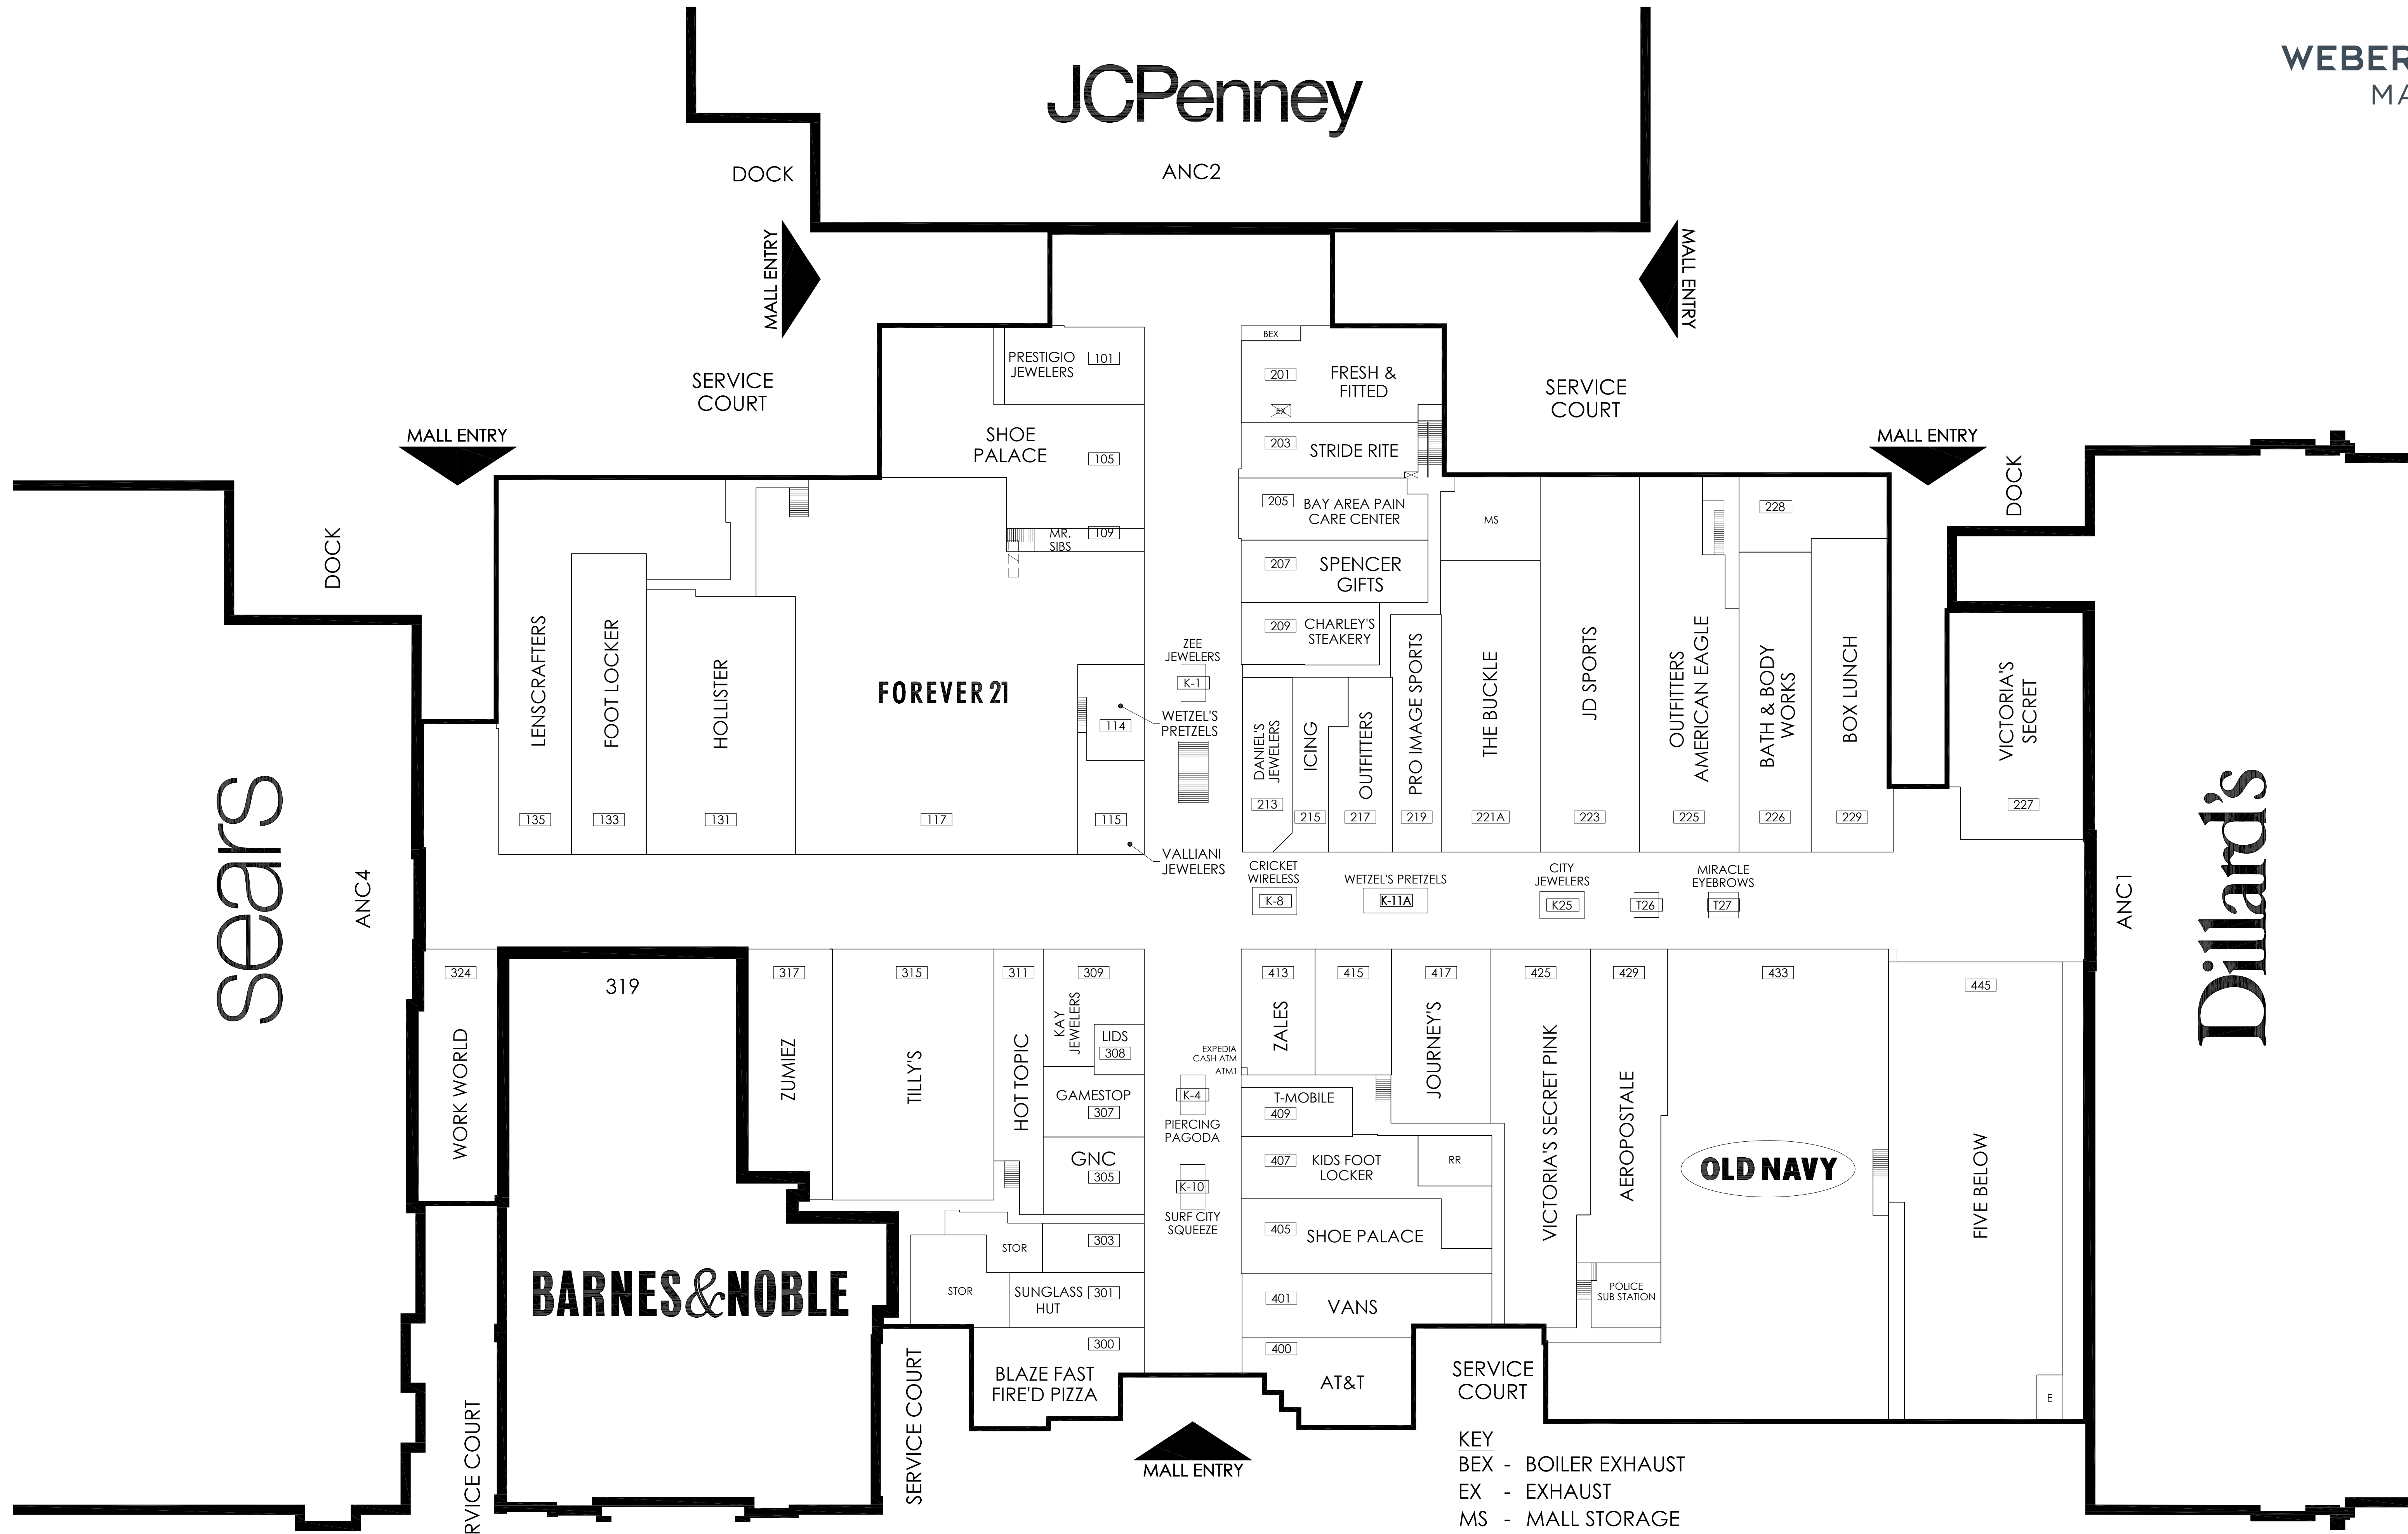 WEBER
MA
JCPenney
ANC2
DOCK
MALL ENTRY
MALL ENTRY
SERVICE
COURT
SERVICE
COURT
MALL ENTRY
MALL ENTRY
DOCK
DOCK
PRESTIGIO
JEWELERS
101
SHOE
PALACE
105
MR.
SIBS
109
BEX
201
FRESH &
FITTED
EX
203
STRIDE RITE
205
BAY AREA PAIN
CARE CENTER
207
SPENCER
GIFTS
209
CHARLEY'S
STEAKERY
MS
228
LENSCRAFTERS
135
FOOT LOCKER
133
HOLLISTER
131
FOREVER 21
117
114
WETZEL'S
PRETZELS
115
VALLIANI
JEWELERS
ZEE
JEWELERS
K-1
DANIEL'S
JEWELERS
213
ICING
215
OUTFITTERS
217
PRO IMAGE SPORTS
219
THE BUCKLE
221A
JD SPORTS
223
OUTFITTERS
AMERICAN EAGLE
225
BATH & BODY
WORKS
226
BOX LUNCH
229
VICTORIA'S
SECRET
227
sears
ANC4
Dillard's
ANC1
CRICKET
WIRELESS
K-8
WETZEL'S PRETZELS
K-11A
CITY
JEWELERS
K25
T26
MIRACLE
EYEBROWS
T27
324
WORK WORLD
319
BARNES&NOBLE
317
ZUMIEZ
315
TILLY'S
311
HOT TOPIC
309
KAY
JEWELERS
LIDS
308
GAMESTOP
307
GNC
305
303
STOR
STOR
SUNGLASS
HUT
301
300
BLAZE FAST
FIRE'D PIZZA
EXPEDIA
CASH ATM
ATM1
K-4
PIERCING
PAGODA
K-10
SURF CITY
SQUEEZE
413
ZALES
415
417
JOURNEY'S
425
VICTORIA'S SECRET PINK
429
AEROPOSTALE
433
OLD NAVY
445
FIVE BELOW
T-MOBILE
409
407
KIDS FOOT
LOCKER
RR
405
SHOE PALACE
401
VANS
400
AT&T
POLICE
SUB STATION
E
RVICE COURT
SERVICE COURT
SERVICE
COURT
MALL ENTRY
KEY
BEX - BOILER EXHAUST
EX - EXHAUST
MS - MALL STORAGE